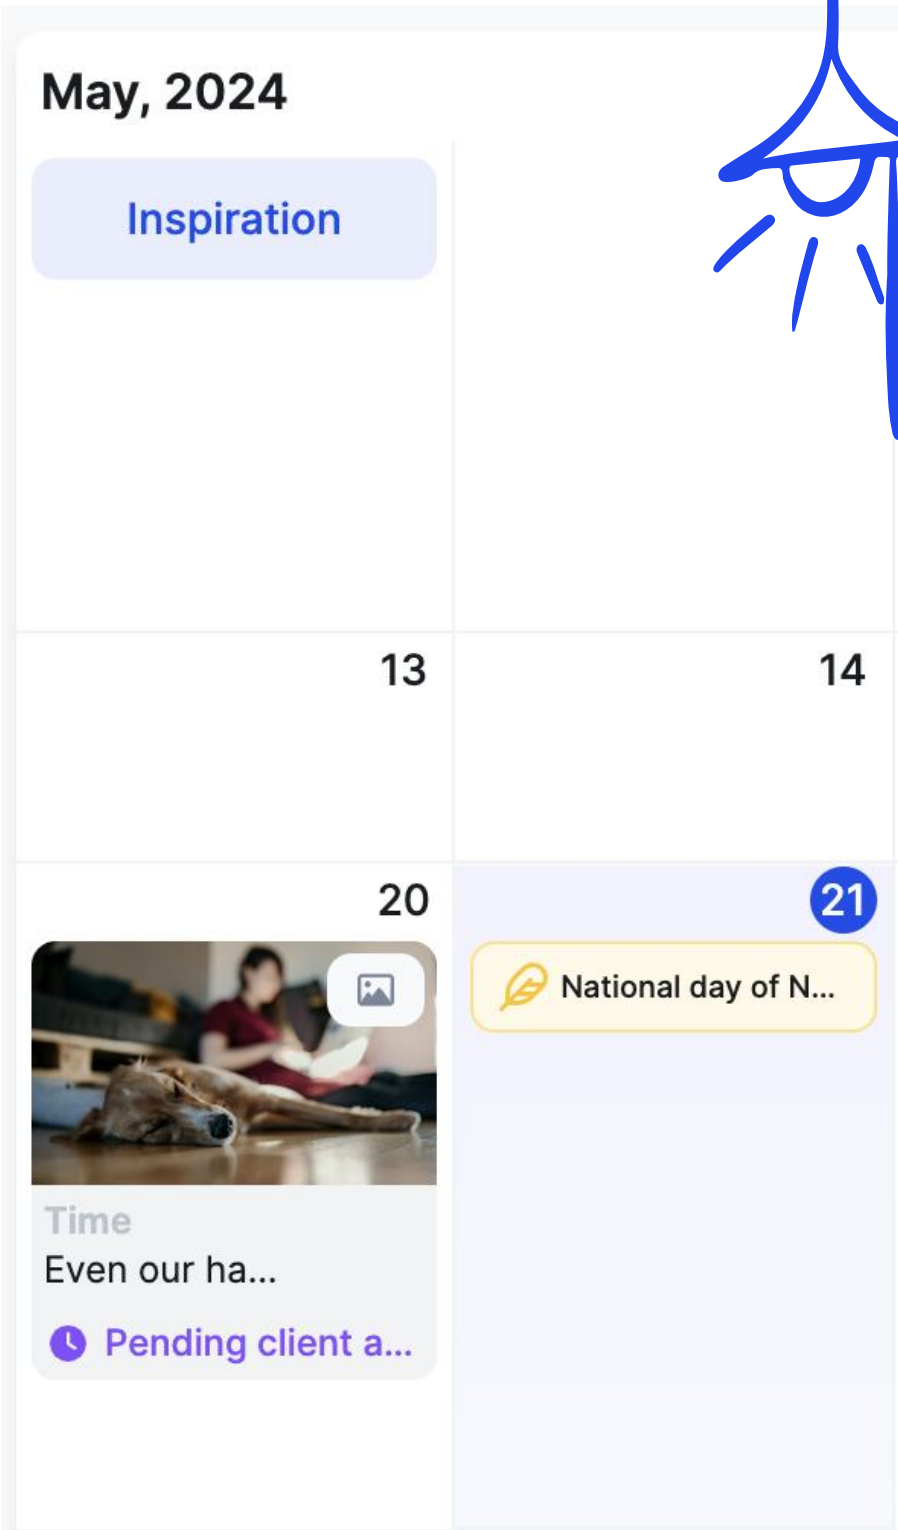 May, 2024
Inspiration
13
14
20
21
National day of N...
Time
Even our ha...
Pending client a...